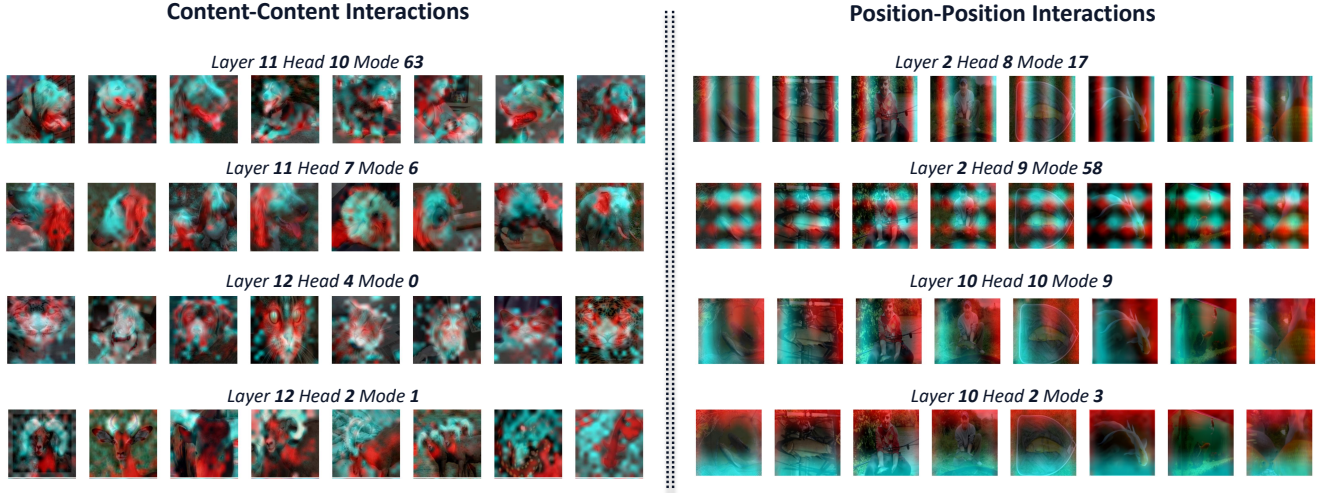 Content-Content Interactions
Layer 11 Head 10 Mode 63
Layer 11 Head 7 Mode 6
Layer 12 Head 4 Mode 0
Layer 12 Head 2 Mode 1
Position-Position Interactions
Layer 2 Head 8 Mode 17
Layer 2 Head 9 Mode 58
Layer 10 Head 10 Mode 9
Layer 10 Head 2 Mode 3